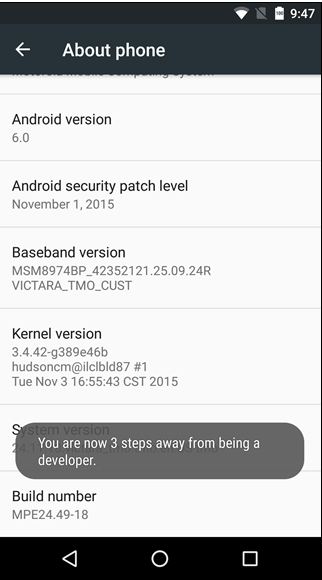 9:47
About phone
Android version
6.0
Android security patch level
November 1, 2015
Baseband version
MSM8974BP_42352121.25.09.24R
VICTARA_TMO_CUST
Kernel version
3.4.42-g389e46b
hudsoncm@ilclbld87 #1
Tue Nov 3 16:55:43 CST 2015
System version
You are now 3 steps away from being a
developer.
Build number
MPE24.49-18